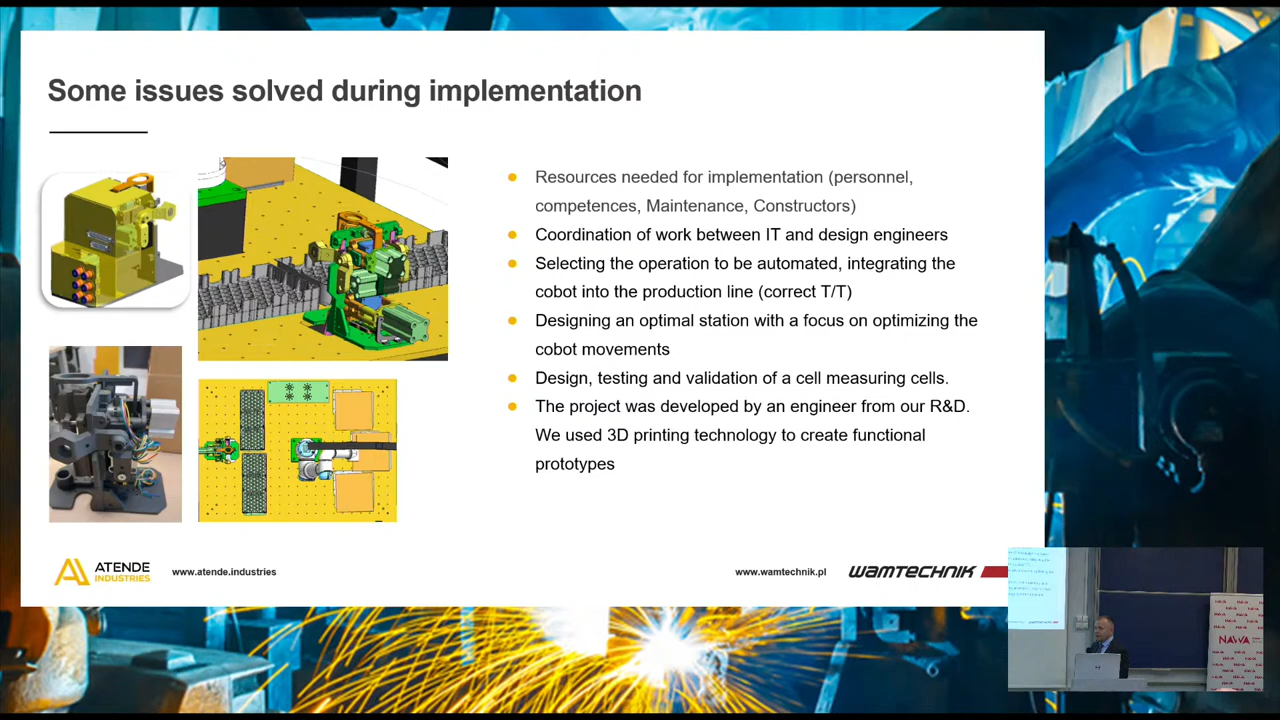 Some issues solved during implementation
Resources needed for implementation (personnel,
competences, Maintenance, Constructors)
Coordination of work between IT and design engineers
Selecting the operation to be automated, integrating the
cobot into the production line (correct T/T)
Designing an optimal station with a focus on optimizing the
cobot movements
Design, testing and validation of a cell measuring cells.
The project was developed by an engineer from our R&D.
We used 3D printing technology to create functional
prototypes
ATENDE
INDUSTRIES
www.atende.industries
www.wamtechnik.pl
WAMTECHNIK
NAWA